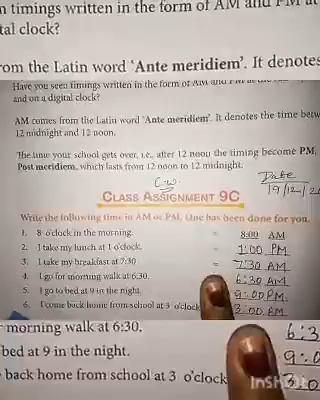 n timings written in the form of AM and PM at
tal clock?
rom the Latin word 'Ante meridiem'. It denotes
Have you seen timings written in the form of AM and PM at the
and on a digital clock?
AM comes from the Latin word 'Ante meridiem'. It denotes the time betw
12 midnight and 12 noon.
The time your school gets over, i.e., after 12 noon the timing become PM,
Post meridiem, which lasts from 12 noon to 12 midnight.
C.W. Date
19/12/2
CLASS ASSIGNMENT 9C
Write the following time in AM or PM. One has been done for you.
1. 8 o'clock in the morning. = 8:00 AM
2. I take my lunch at 1 o'clock. = 1:00 PM
3. I take my breakfast at 7:30 = 7:30 AM
4. I go for morning walk at 6:30. 6:30 AM
5. I go to bed at 9 in the night. 9:00 PM
6. I come back home from school at 3 o'clock 3:00 AM
morning walk at 6:30. 6:3
bed at 9 in the night. 9:0
back home from school at 3 o'clock 3:0
InShOt